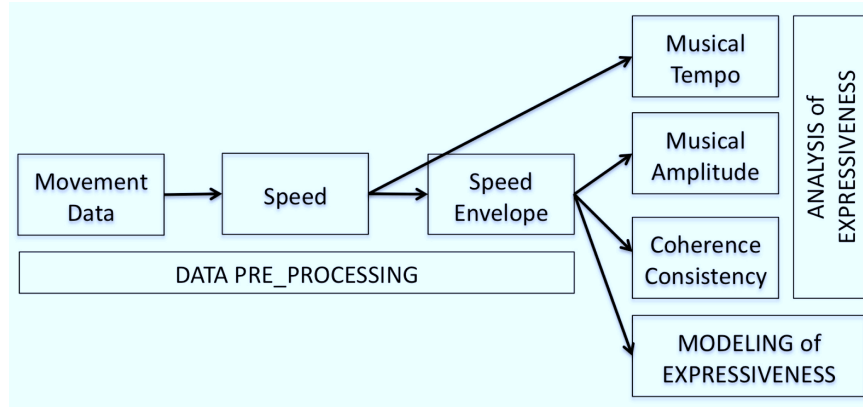 Musical
Tempo
Musical
Amplitude
ANALYSIS of
EXPRESSIVENESS
Movement
Data
Speed
Speed
Envelope
Coherence
Consistency
DATA PRE_PROCESSING
MODELING of
EXPRESSIVENESS